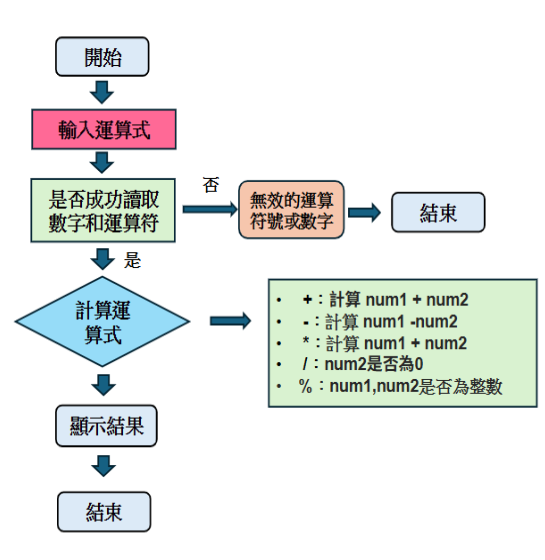 開始
輸入運算式
是否成功讀取
數字和運算符
否
無效的運算
符號或數字
結束
是
計算運
算式
• +：計算 num1 + num2
• -：計算 num1 -num2
• *：計算 num1 + num2
• /：num2是否為0
• %：num1,num2是否為整數
顯示結果
結束